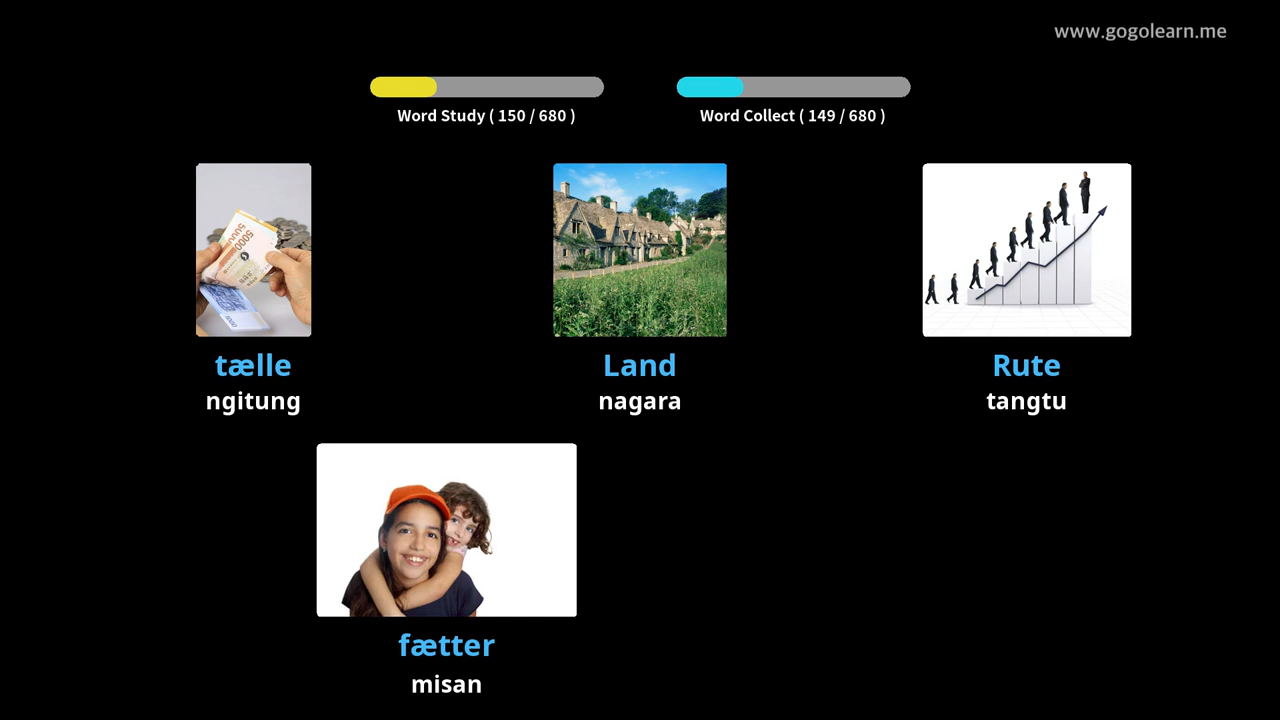 www.gogolearn.me
Word Study ( 150 / 680 )
Word Collect ( 149 / 680 )
tælle
ngitung
Land
nagara
Rute
tangtu
fætter
misan